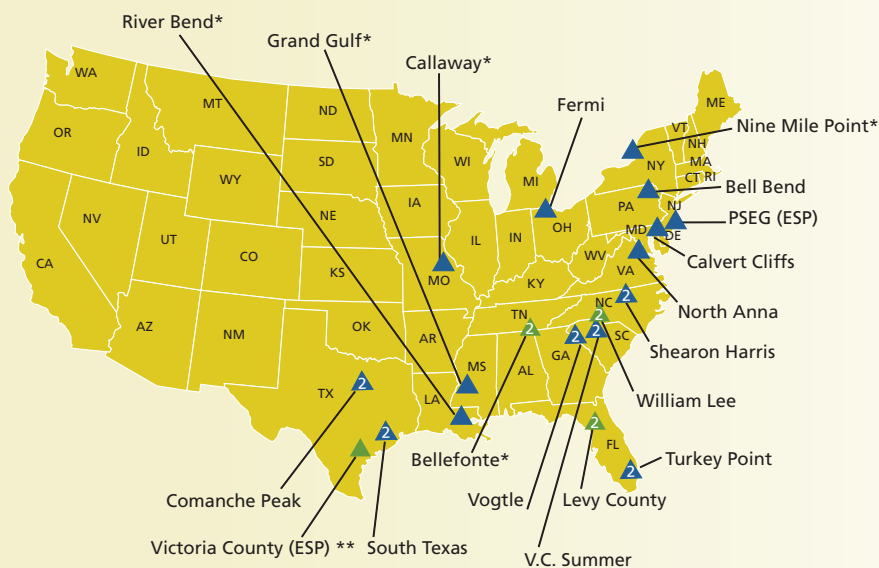 River Bend*
Grand Gulf*
Callaway*
Fermi
Nine Mile Point*
Bell Bend
PSEG (ESP)
Calvert Cliffs
North Anna
Shearon Harris
William Lee
Turkey Point
Levy County
V.C. Summer
Vogtle
Bellefonte*
South Texas
Victoria County (ESP) **
Comanche Peak
WA
OR
CA
NV
ID
MT
WY
UT
AZ
CO
NM
ND
SD
NE
KS
OK
TX
MN
IA
MO
AR
LA
WI
IL
MS
MI
IN
KY
TN
AL
OH
WV
VA
NC
SC
GA
FL
PA
NY
VT
NH
ME
MA
CT
RI
NJ
DE
MD
2
2
2
2
2
2
2
2
2